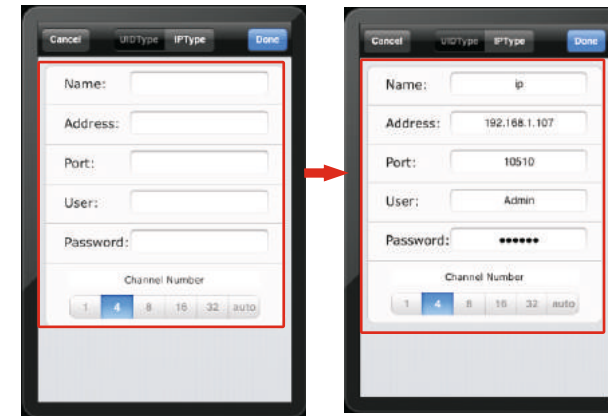 Cancel UIDType IPType Done
Name:
Address:
Port:
User:
Password:
Channel Number
1 4 8 16 32 auto
Cancel UIDType IPType Done
Name: ip
Address: 192.168.1.107
Port: 10510
User: Admin
Password: ••••••
Channel Number
1 4 8 16 32 auto